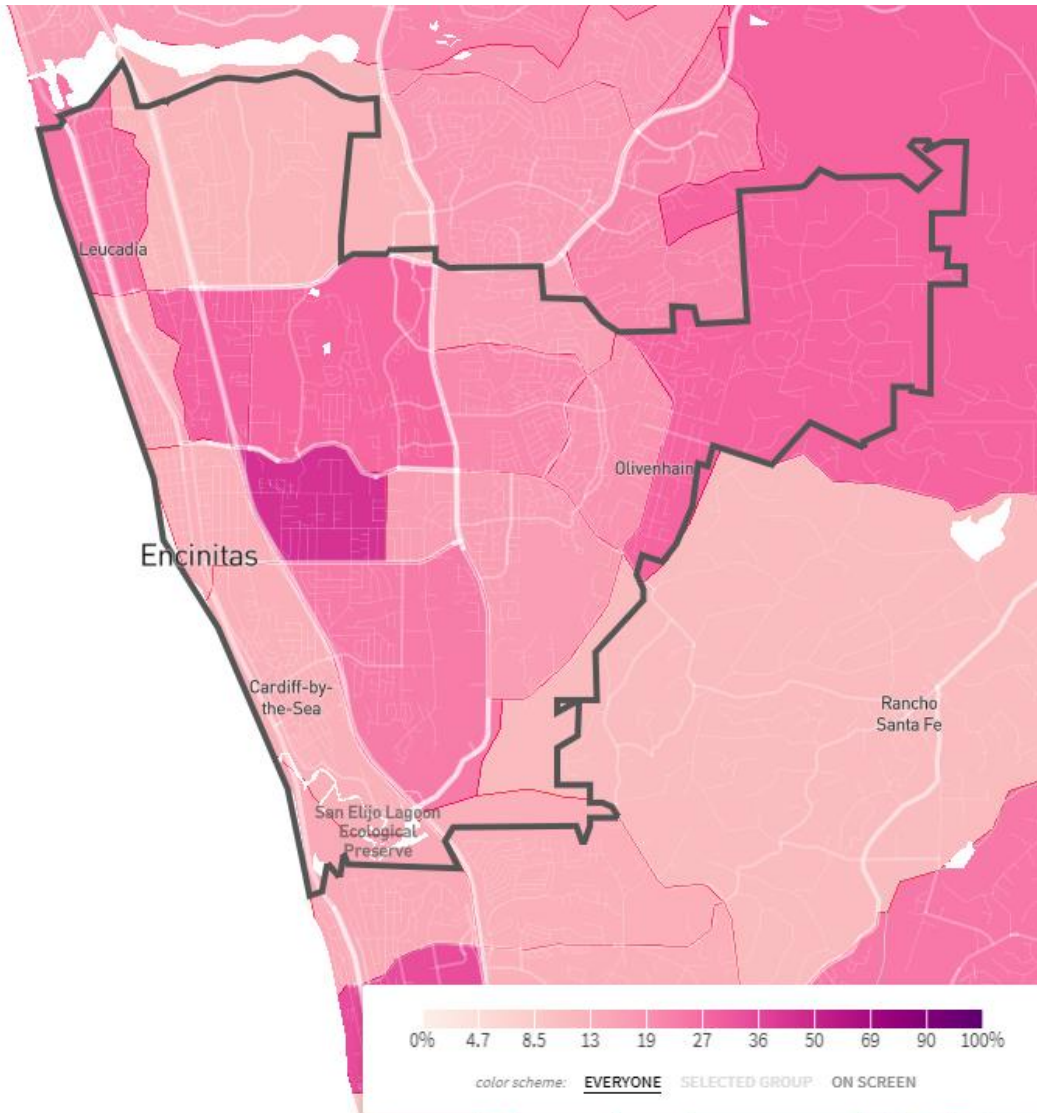 Leucadia
Olivenhain
Encinitas
Cardiff-by-
the-Sea
Rancho
Santa Fe
San Elijo Lagoon
Ecological
Preserve
0% 4.7 8.5 13 19 27 36 50 69 90 100%
color scheme: EVERYONE SELECTED GROUP ON SCREEN